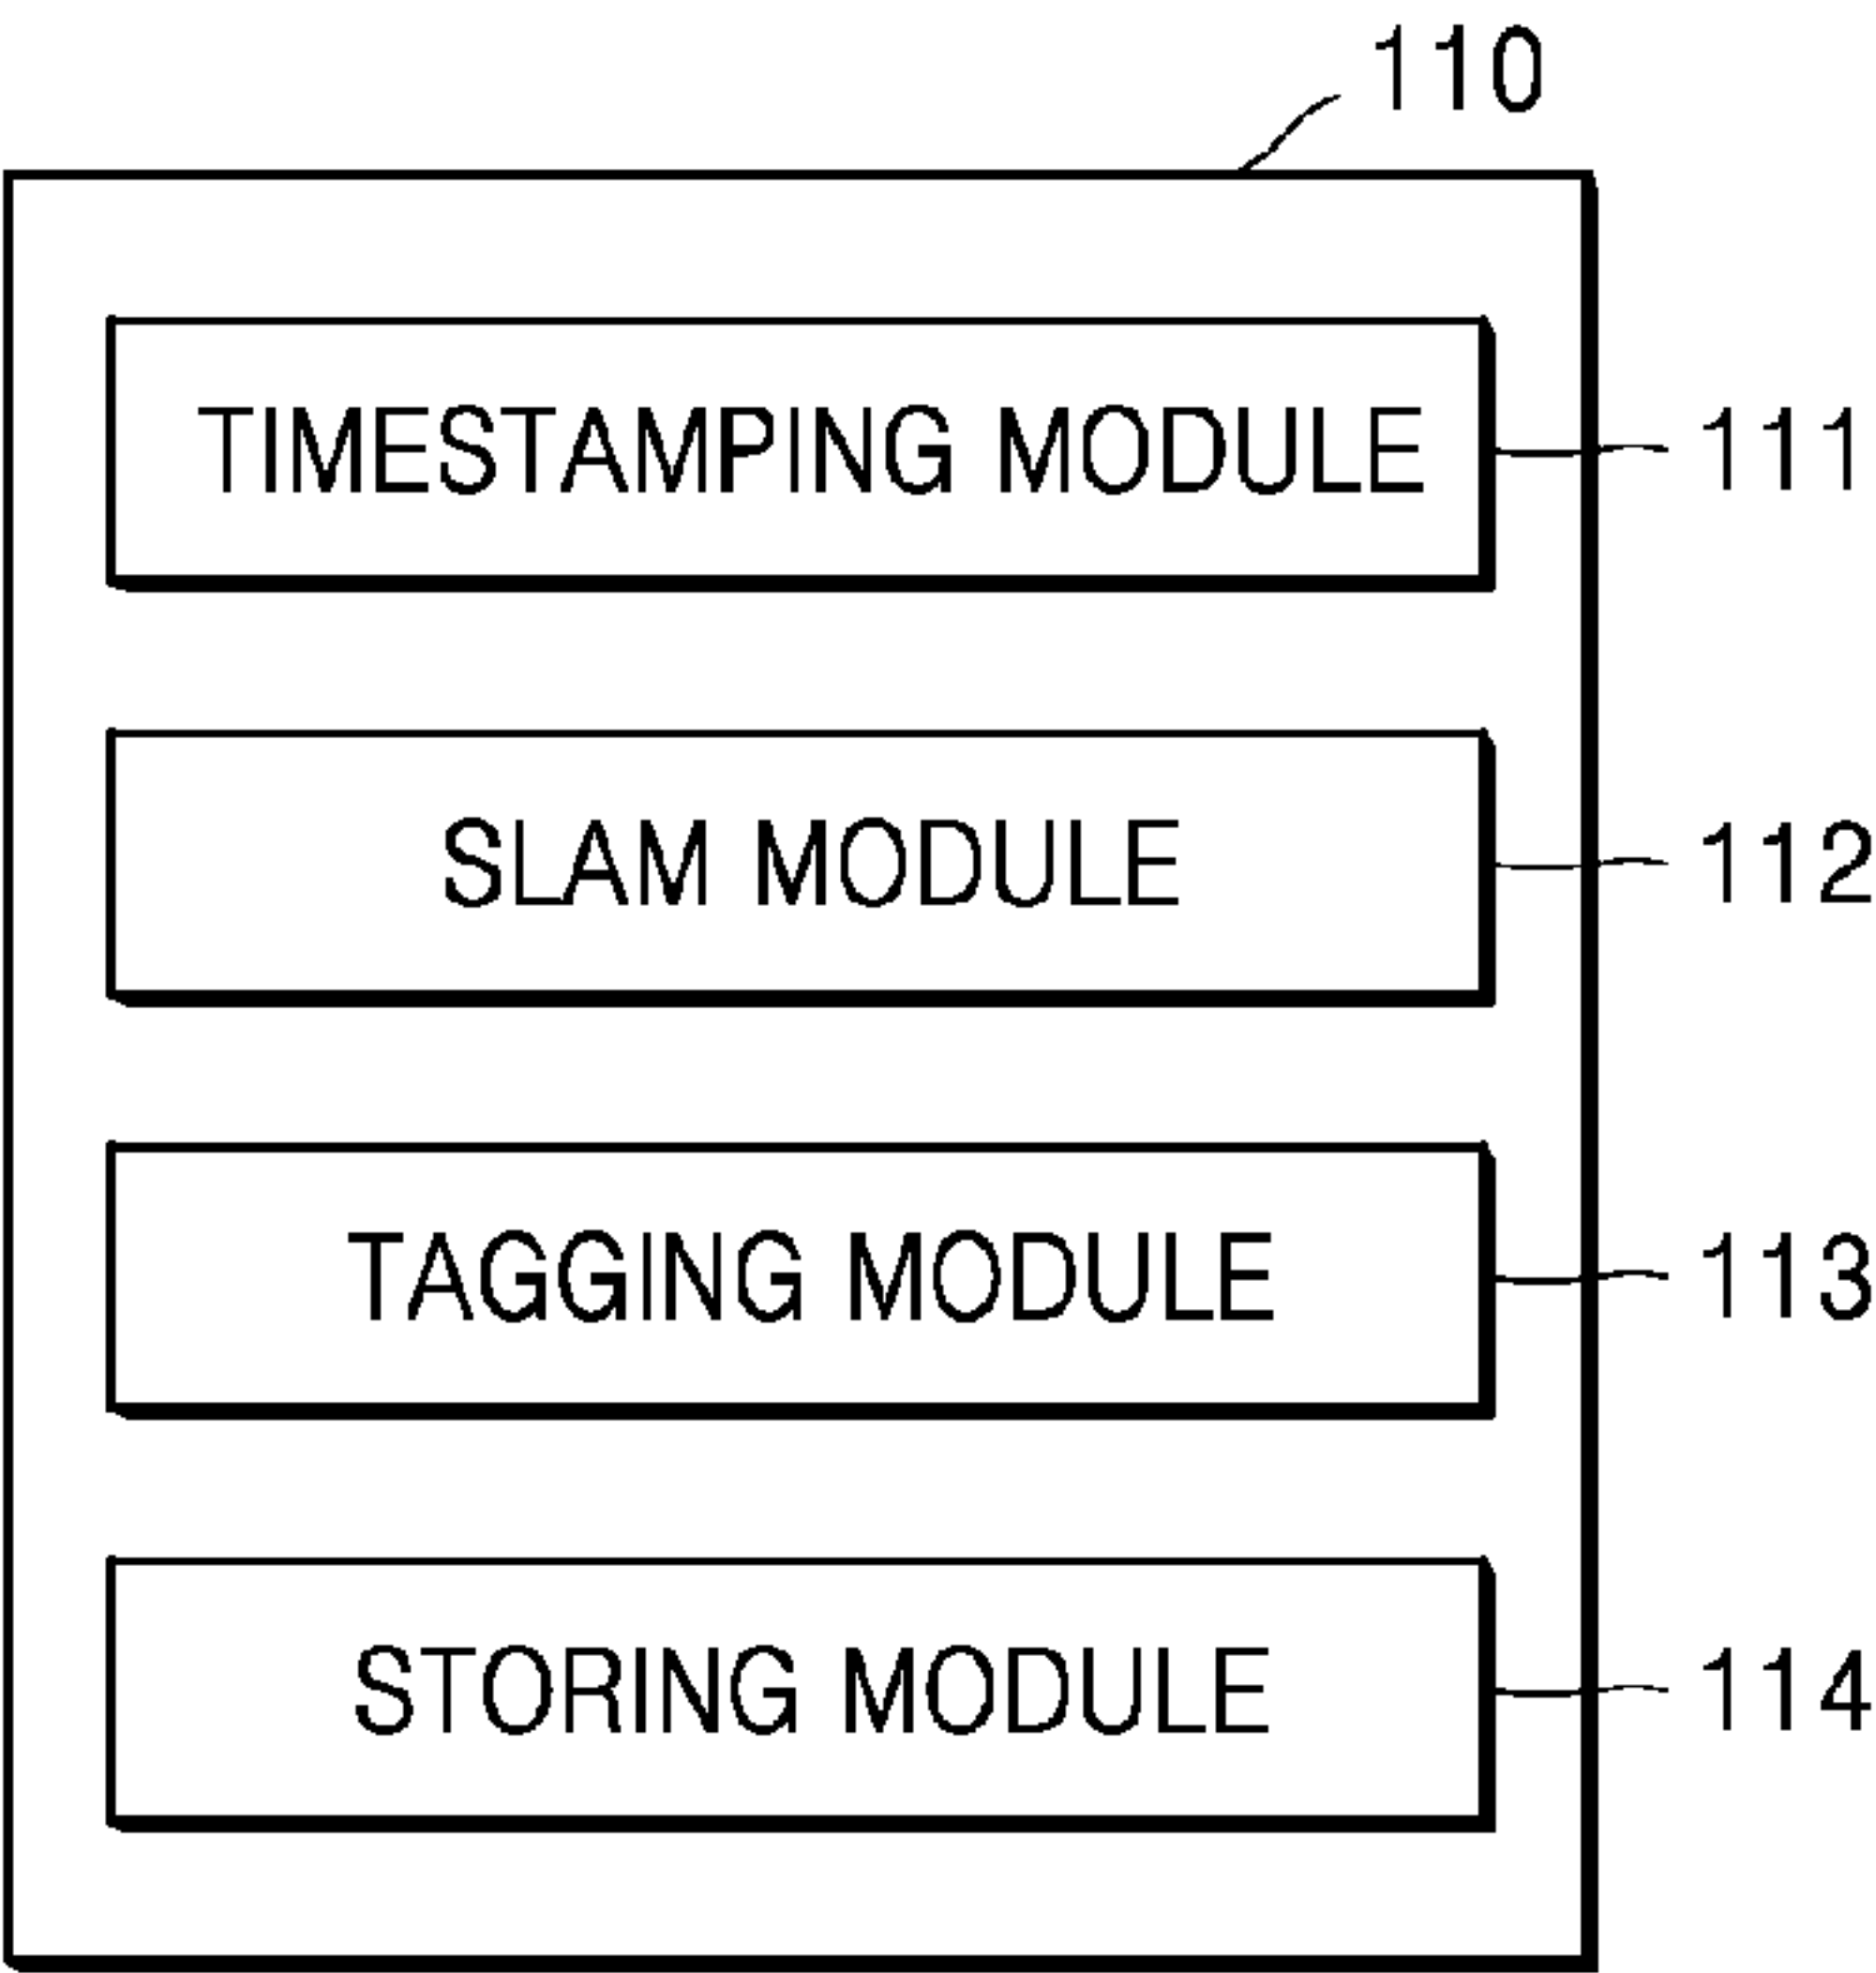 110
TIMESTAMPING MODULE 111
SLAM MODULE 112
TAGGING MODULE 113
STORING MODULE 114